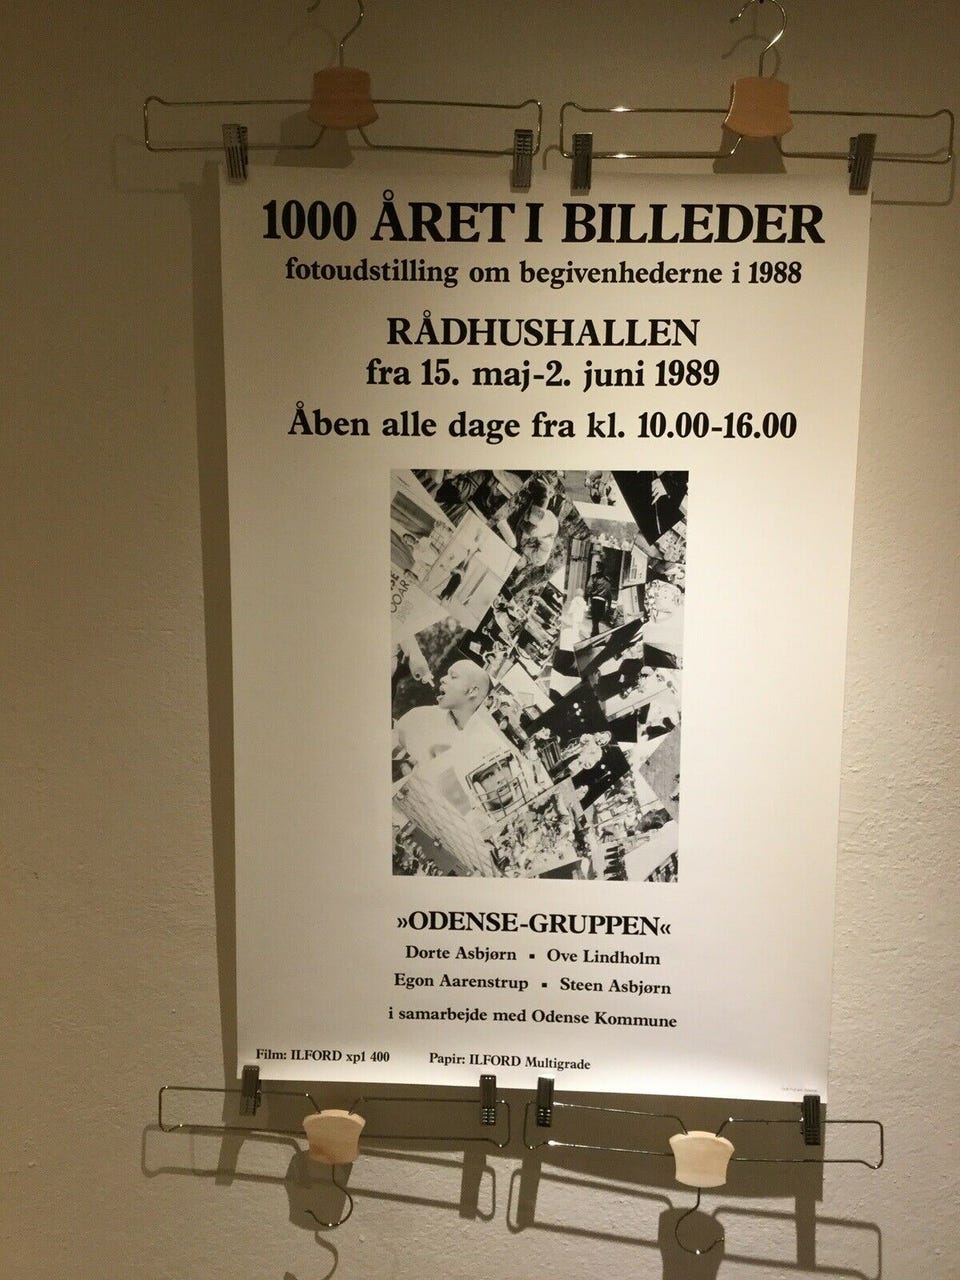 1000 ÅRET I BILLEDER
fotoudstilling om begivenhederne i 1988
RÅDHUSHALLEN
fra 15. maj-2. juni 1989
Åben alle dage fra kl. 10.00-16.00
»ODENSE-GRUPPEN«
Dorte Asbjørn ▪ Ove Lindholm
Egon Aarenstrup ▪ Steen Asbjørn
i samarbejde med Odense Kommune
Film: ILFORD xp1 400 Papir: ILFORD Multigrade